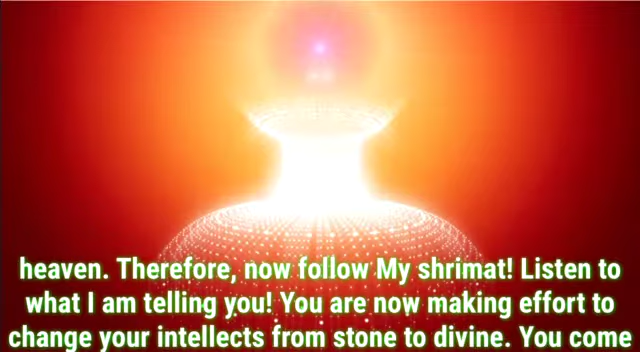 heaven. Therefore, now follow My shrimat! Listen to
what I am telling you! You are now making effort to
change your intellects from stone to divine. You come